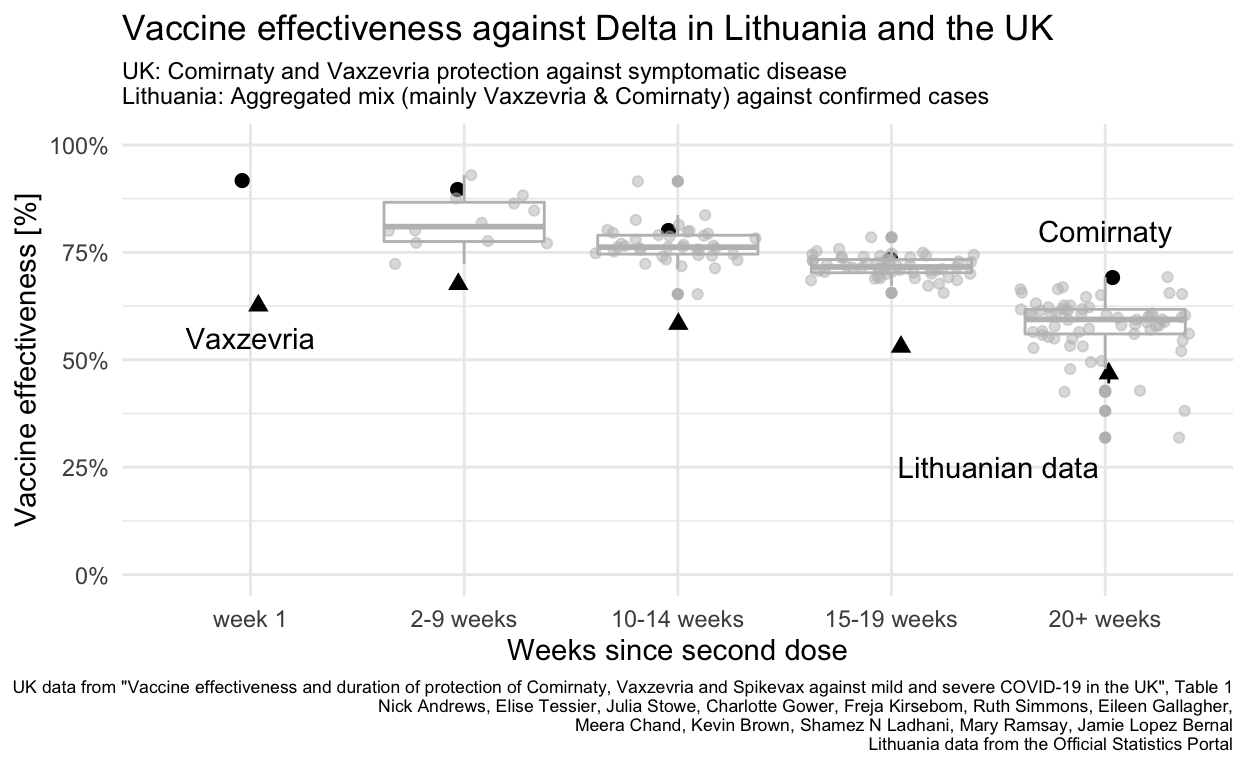 Vaccine effectiveness against Delta in Lithuania and the UK
UK: Comirnaty and Vaxzevria protection against symptomatic disease
Lithuania: Aggregated mix (mainly Vaxzevria & Comirnaty) against confirmed cases
Vaccine effectiveness [%]
100%
75%
50%
25%
0%
Comirnaty
Vaxzevria
Lithuanian data
week 1
2-9 weeks
10-14 weeks
15-19 weeks
20+ weeks
Weeks since second dose
UK data from "Vaccine effectiveness and duration of protection of Comirnaty, Vaxzevria and Spikevax against mild and severe COVID-19 in the UK", Table 1
Nick Andrews, Elise Tessier, Julia Stowe, Charlotte Gower, Freja Kirsebom, Ruth Simmons, Eileen Gallagher,
Meera Chand, Kevin Brown, Shamez N Ladhani, Mary Ramsay, Jamie Lopez Bernal
Lithuania data from the Official Statistics Portal